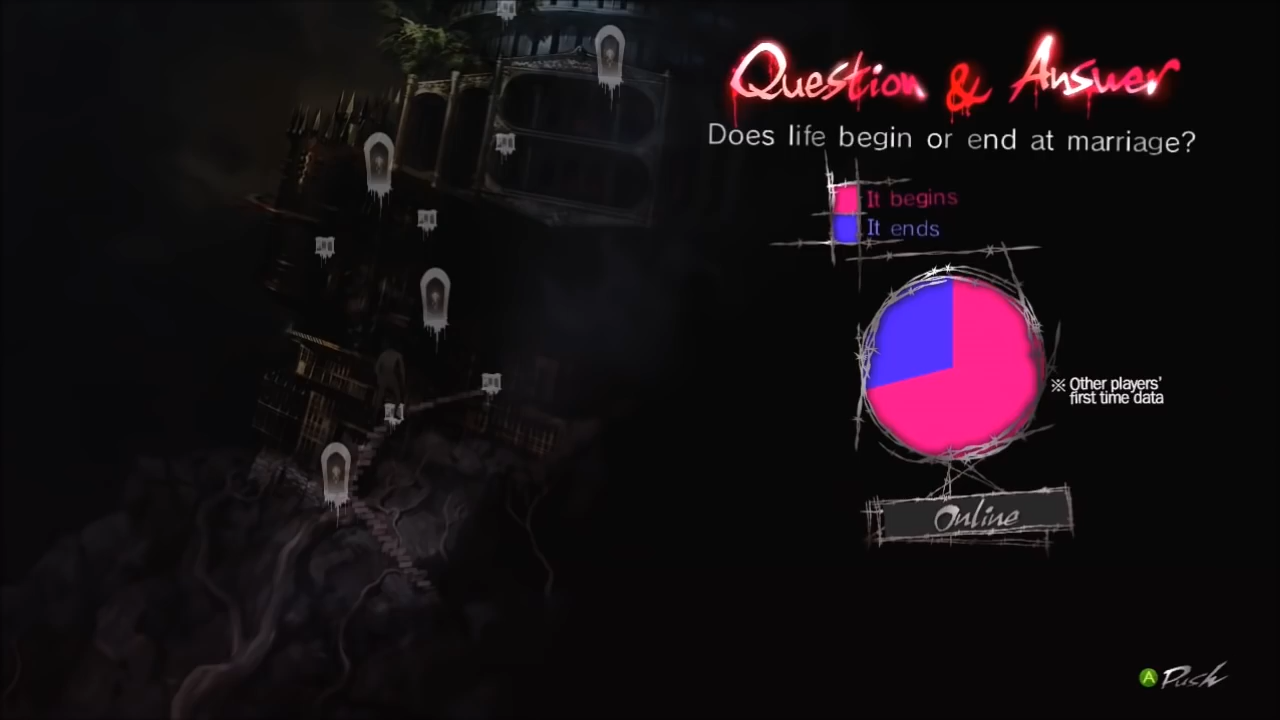 Question & Answer
Does life begin or end at marriage?
It begins
It ends
※ Other players'
first time data
Online
A Push